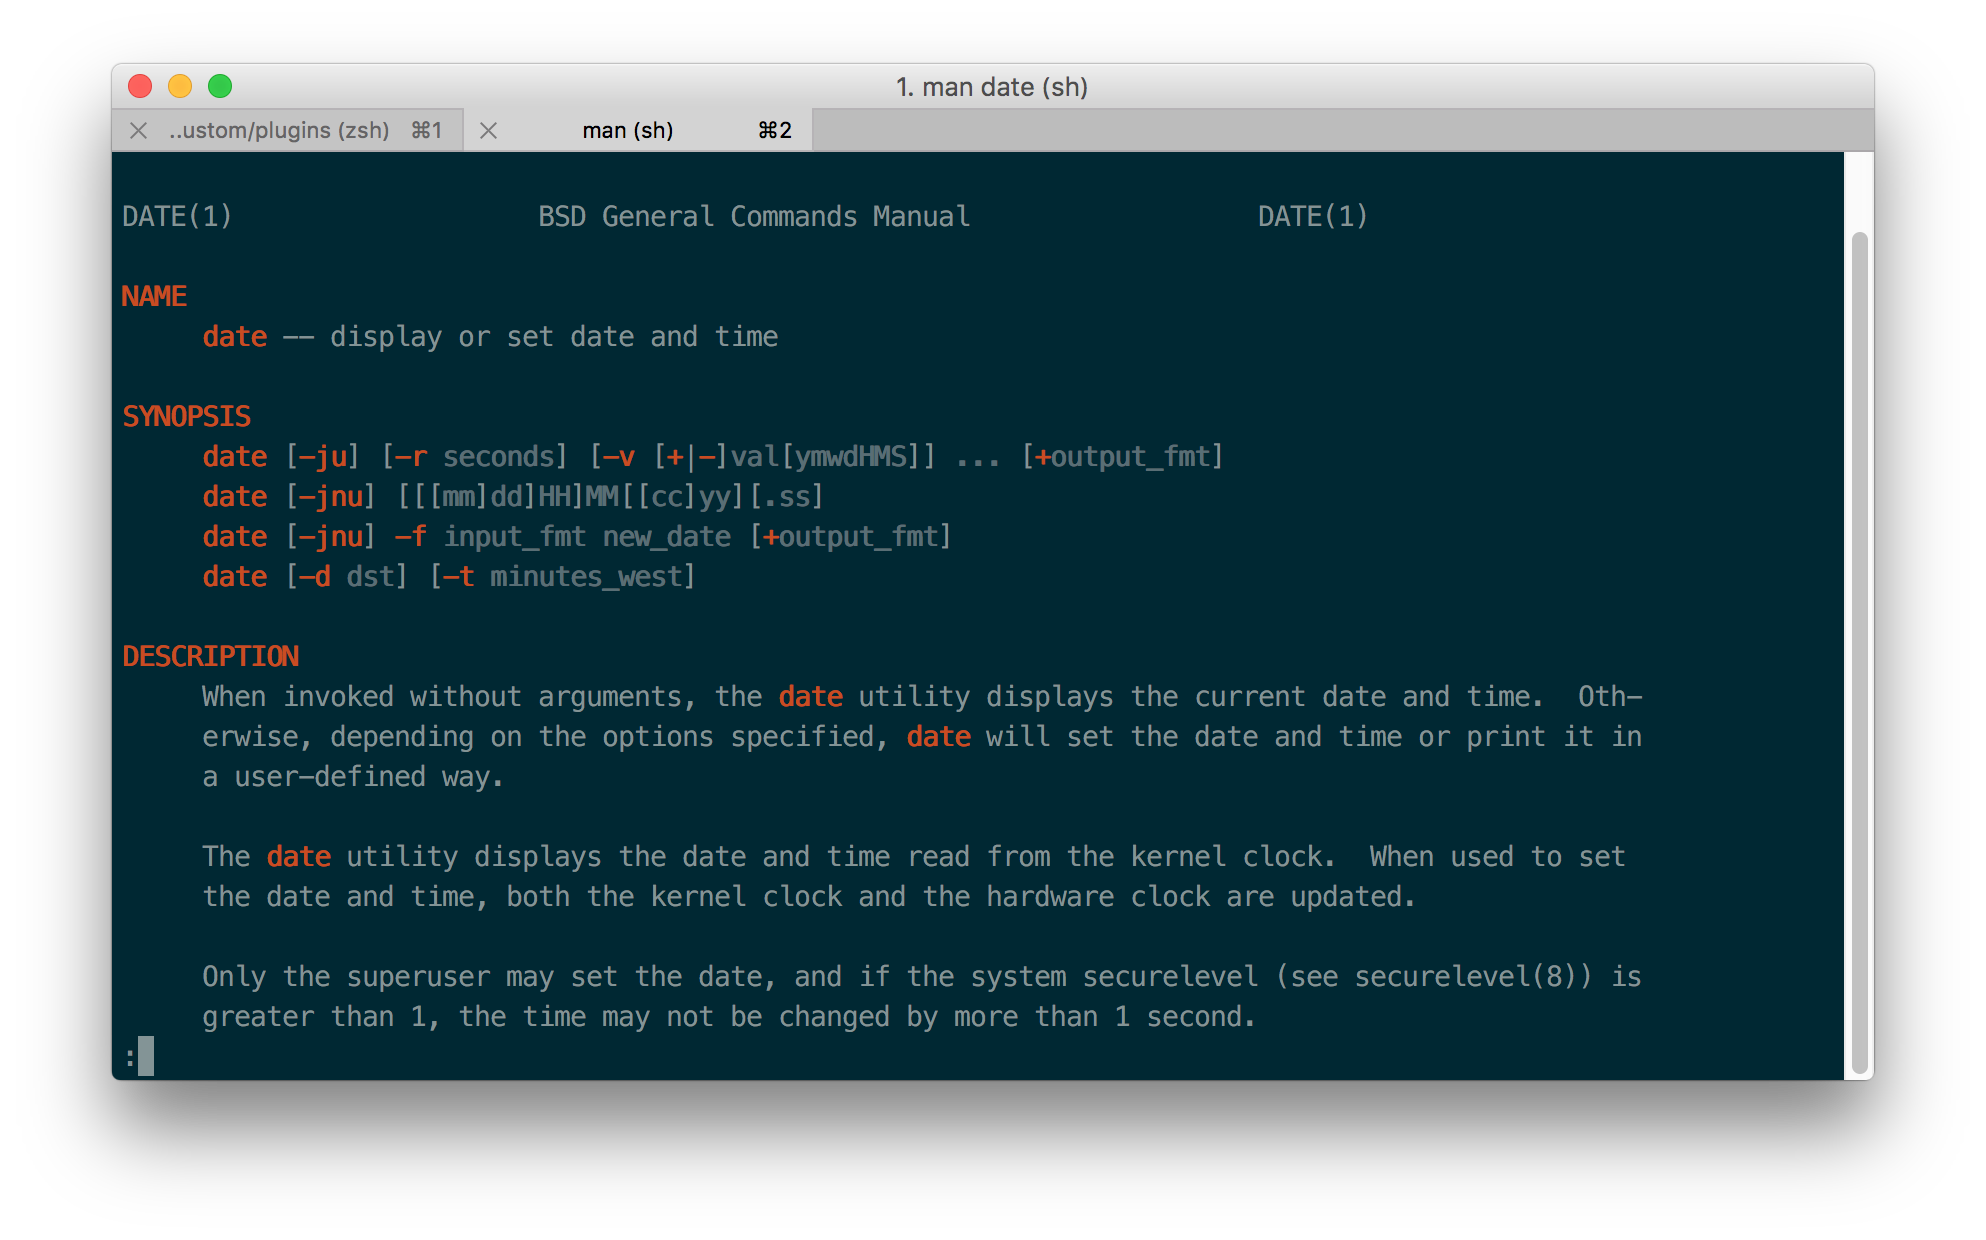 1. man date (sh)
..ustom/plugins (zsh) ⌘1 man (sh) ⌘2
DATE(1) BSD General Commands Manual DATE(1)
NAME
date -- display or set date and time
SYNOPSIS
date [-ju] [-r seconds] [-v [+|-]val[ymwdHMS]] ... [+output_fmt]
date [-jnu] [[[mm]dd]HH]MM[[cc]yy][.ss]
date [-jnu] -f input_fmt new_date [+output_fmt]
date [-d dst] [-t minutes_west]
DESCRIPTION
When invoked without arguments, the date utility displays the current date and time.  Oth-
erwise, depending on the options specified, date will set the date and time or print it in
a user-defined way.
The date utility displays the date and time read from the kernel clock.  When used to set
the date and time, both the kernel clock and the hardware clock are updated.
Only the superuser may set the date, and if the system securelevel (see securelevel(8)) is
greater than 1, the time may not be changed by more than 1 second.
: